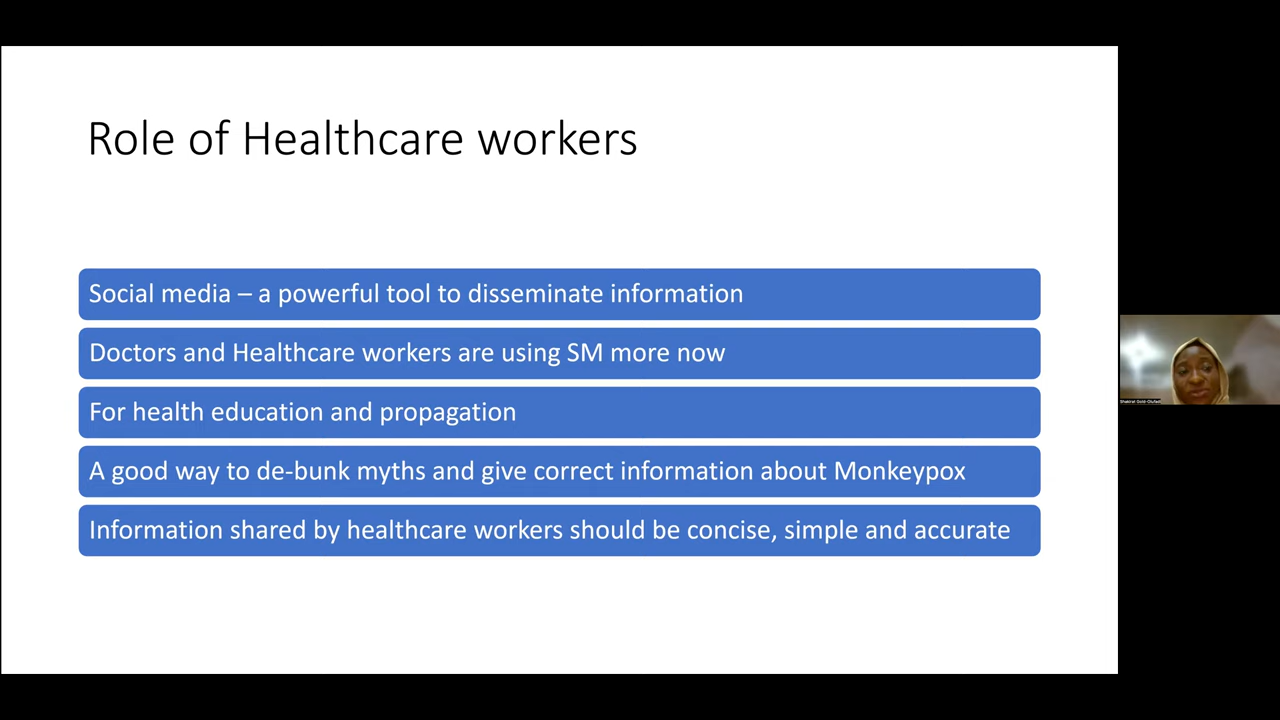 Role of Healthcare workers
Social media – a powerful tool to disseminate information
Doctors and Healthcare workers are using SM more now
For health education and propagation
A good way to de-bunk myths and give correct information about Monkeypox
Information shared by healthcare workers should be concise, simple and accurate